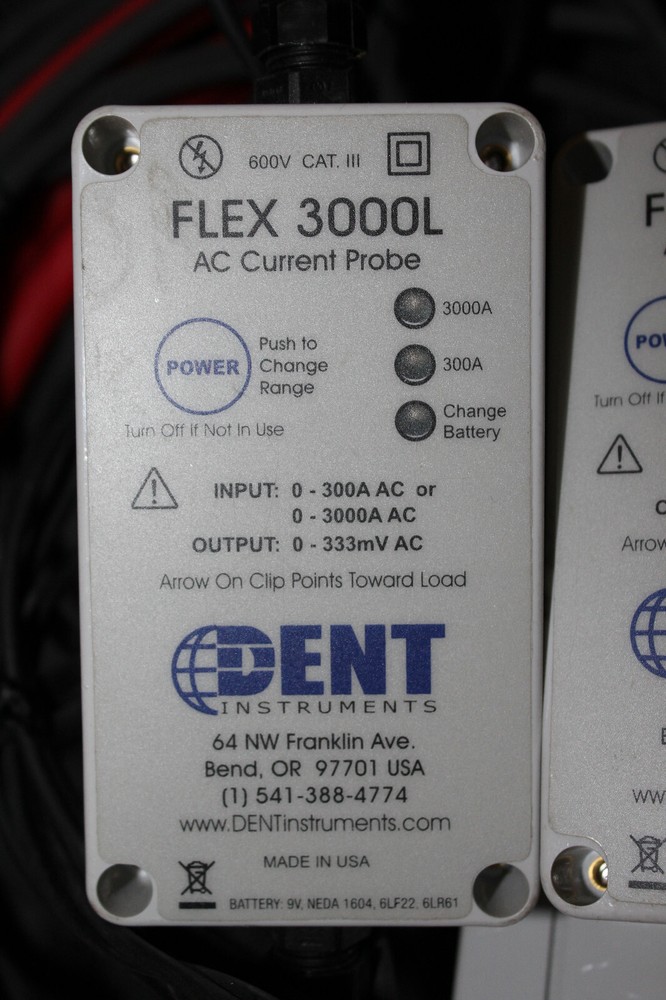 600V CAT. III
FLEX 3000L
AC Current Probe
3000A
POWER
Push to
Change
Range
300A
Change
Battery
Turn Off If Not In Use
INPUT: 0 - 300A AC or
0 - 3000A AC
OUTPUT: 0 - 333mV AC
Arrow On Clip Points Toward Load
DENT
INSTRUMENTS
64 NW Franklin Ave.
Bend, OR 97701 USA
(1) 541-388-4774
www.DENTinstruments.com
MADE IN USA
BATTERY: 9V, NEDA 1604, 6LF22, 6LR61
F
Turn Off